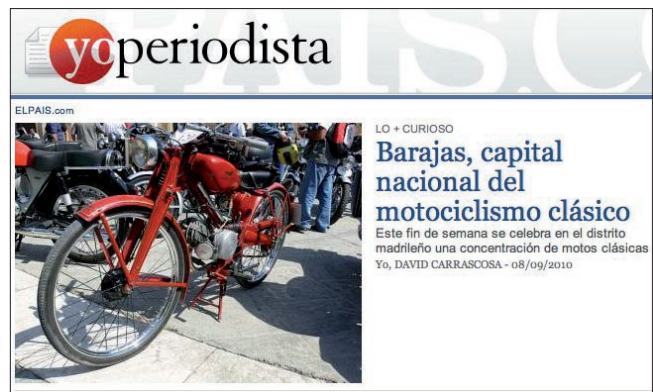 yoperiodista
PAIS.C
ELPAIS.com
LO + CURIOSO
Barajas, capital
nacional del
motociclismo clásico
Este fin de semana se celebra en el distrito
madrileño una concentración de motos clásicas
Yo, DAVID CARRASCOSA - 08/09/2010